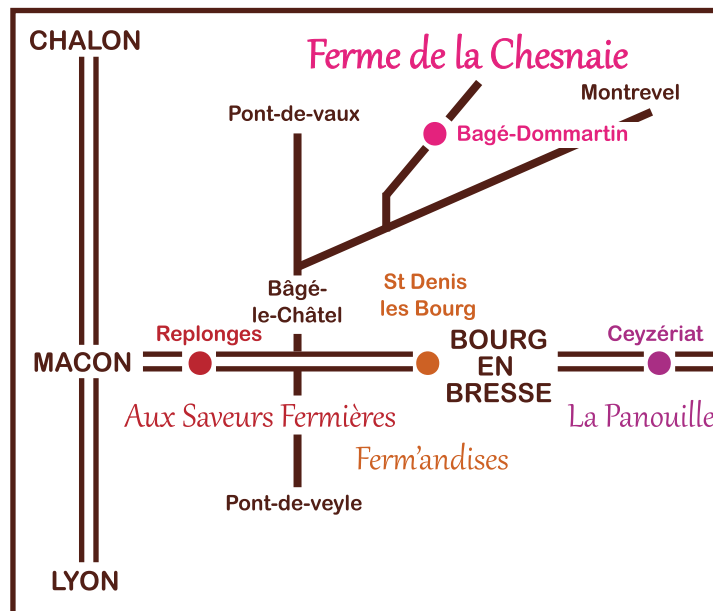 CHALON
Ferme de la Chesnaie
Montrevel
Pont-de-vaux
Bagé-Dommartin
Bâgé-
le-Châtel
St Denis
les Bourg
Replonges
BOURG
EN
BRESSE
Ceyzériat
MACON
Aux Saveurs Fermières
La Panouille
Ferm'andises
Pont-de-veyle
LYON